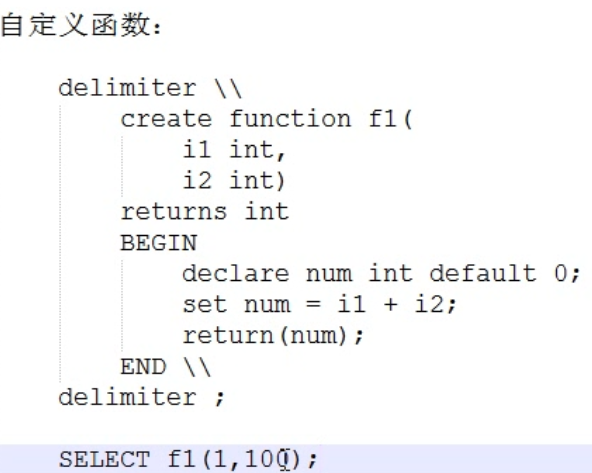 自定义函数：
delimiter \\
create function f1(
i1 int,
i2 int)
returns int
BEGIN
declare num int default 0;
set num = i1 + i2;
return(num);
END \\
delimiter ;
SELECT f1(1,100);